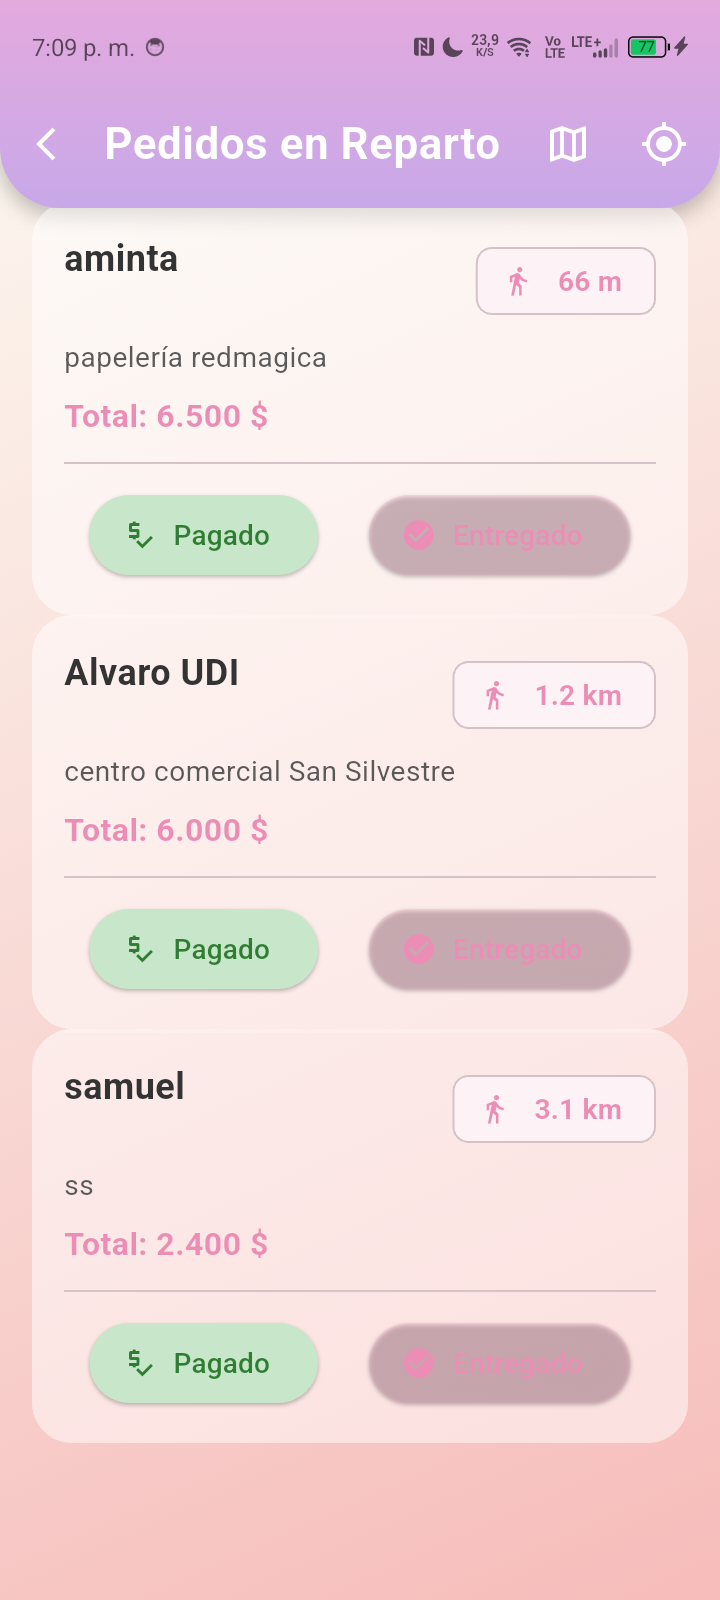 7:09 p. m.
23,9
K/S
Vo
LTE
LTE+
77
Pedidos en Reparto
aminta
66 m
papelería redmagica
Total: 6.500 $
Pagado
Entregado
Alvaro UDI
1.2 km
centro comercial San Silvestre
Total: 6.000 $
Pagado
Entregado
samuel
3.1 km
ss
Total: 2.400 $
Pagado
Entregado